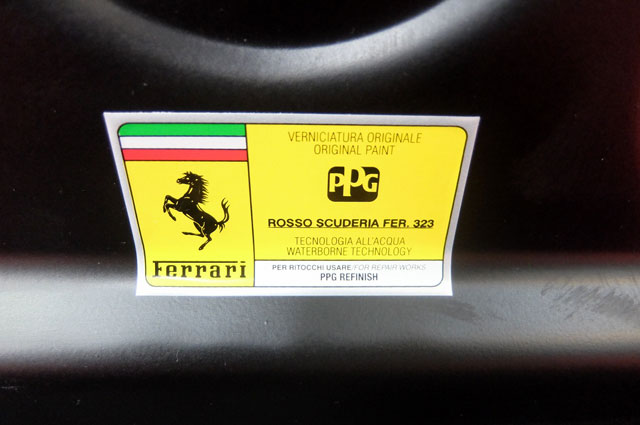 VERNICIATURA ORIGINALE
ORIGINAL PAINT
PPG
ROSSO SCUDERIA FER. 323
TECNOLOGIA ALL'ACQUA
WATERBORNE TECHNOLOGY
Ferrari
PER RITOCCHI USARE/FOR REPAIR WORKS
PPG REFINISH